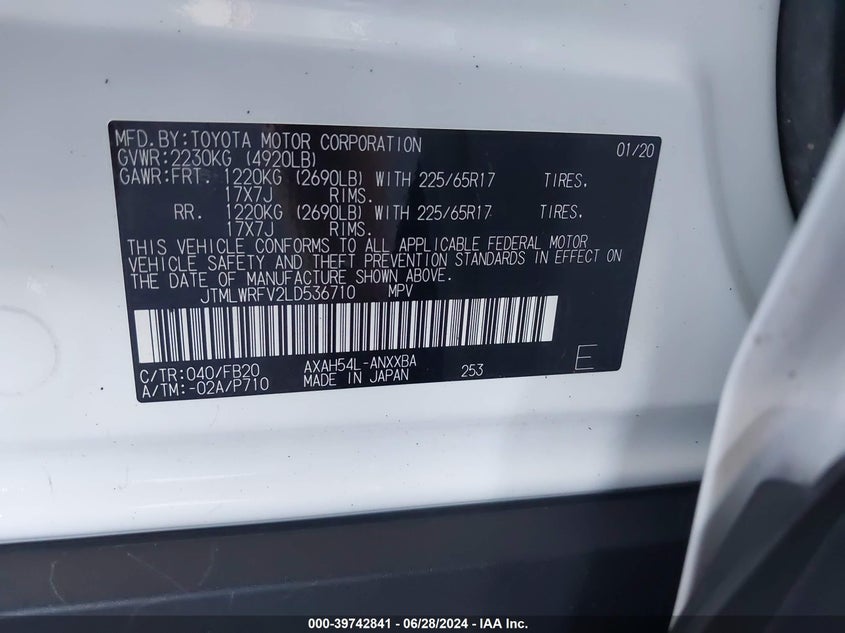 MFD.BY:TOYOTA MOTOR CORPORATION 01/20
GVWR:2230KG (4920LB)
GAWR:FRT. 1220KG (2690LB) WITH 225/65R17 TIRES.
17X7J RIMS.
RR. 1220KG (2690LB) WITH 225/65R17 TIRES.
17X7J RIMS.
THIS VEHICLE CONFORMS TO ALL APPLICABLE FEDERAL MOTOR
VEHICLE SAFETY AND THEFT PREVENTION STANDARDS IN EFFECT ON
THE DATE OF MANUFACTURE SHOWN ABOVE.
JTMLWRFV2LD536710 MPV
C/TR:040/FB20 AXAH54L-ANXXBA
A/TM:-02A/P710 MADE IN JAPAN 253 E
000-39742841 - 06/28/2024 - IAA Inc.